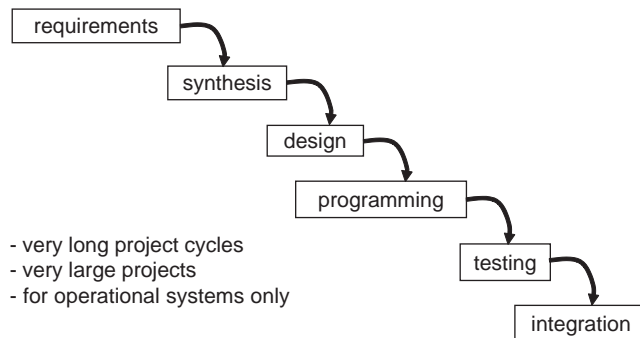 requirements
synthesis
design
programming
- very long project cycles
- very large projects
testing
- for operational systems only
integration